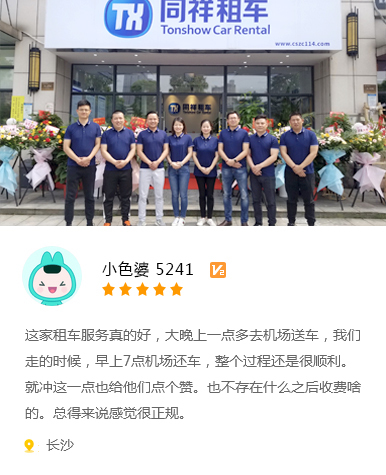 TX 同祥租车
Tonshow Car Rental
www.cszc114.com
TX 同祥租车
小色婆 5241 V2
这家租车服务真的好，大晚上一点多去机场送车，我们
走的时候，早上7点机场还车，整个过程还是很顺利。
就冲这一点也给他们点个赞。也不存在什么之后收费啥
的。总得来说感觉很正规。
长沙